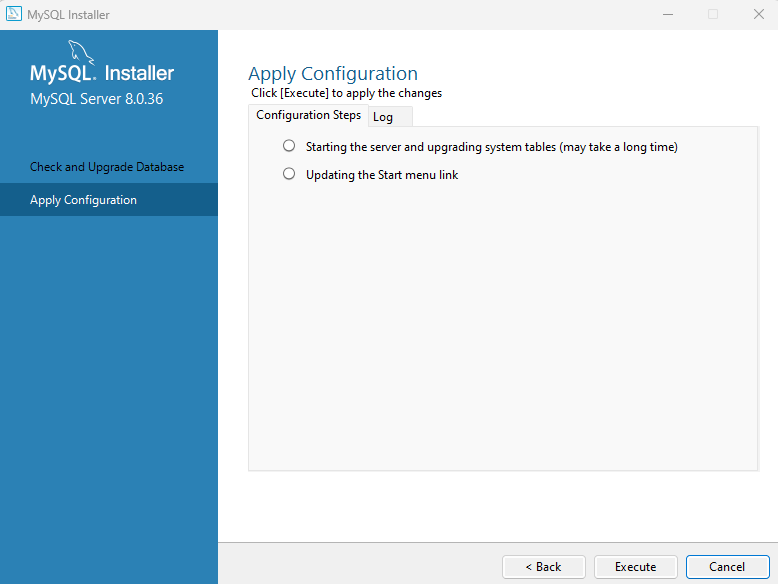 MySQL Installer
MySQL. Installer
MySQL Server 8.0.36
Check and Upgrade Database
Apply Configuration
Apply Configuration
Click [Execute] to apply the changes
Configuration Steps
Log
Starting the server and upgrading system tables (may take a long time)
Updating the Start menu link
< Back
Execute
Cancel